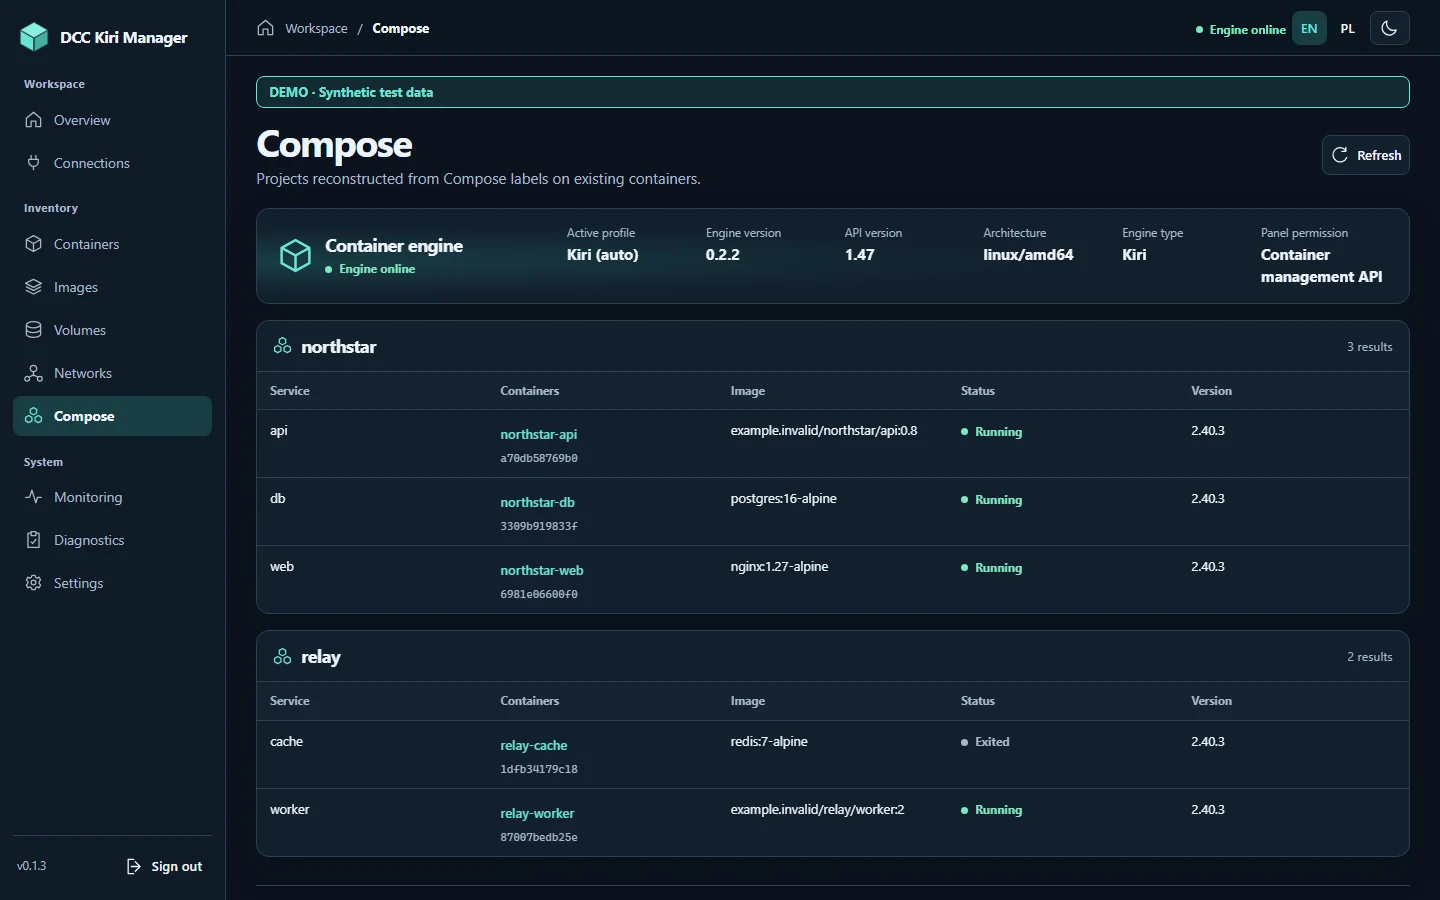 DCC Kiri Manager
Workspace
Overview
Connections
Inventory
Containers
Images
Volumes
Networks
Compose
System
Monitoring
Diagnostics
Settings
v0.1.3
Sign out
Workspace / Compose
Engine online
EN
PL
DEMO · Synthetic test data
Compose
Projects reconstructed from Compose labels on existing containers.
Refresh
Container engine
Engine online
Active profile
Kiri (auto)
Engine version
0.2.2
API version
1.47
Architecture
linux/amd64
Engine type
Kiri
Panel permission
Container
management API
northstar
3 results
Service Containers Image Status Version
api northstar-api example.invalid/northstar/api:0.8 Running 2.40.3
a70db58769b0
db northstar-db postgres:16-alpine Running 2.40.3
3309b919833f
web northstar-web nginx:1.27-alpine Running 2.40.3
6981e06600f0
relay
2 results
Service Containers Image Status Version
cache relay-cache redis:7-alpine Exited 2.40.3
1dfb34179c18
worker relay-worker example.invalid/relay/worker:2 Running 2.40.3
87007bedb25e